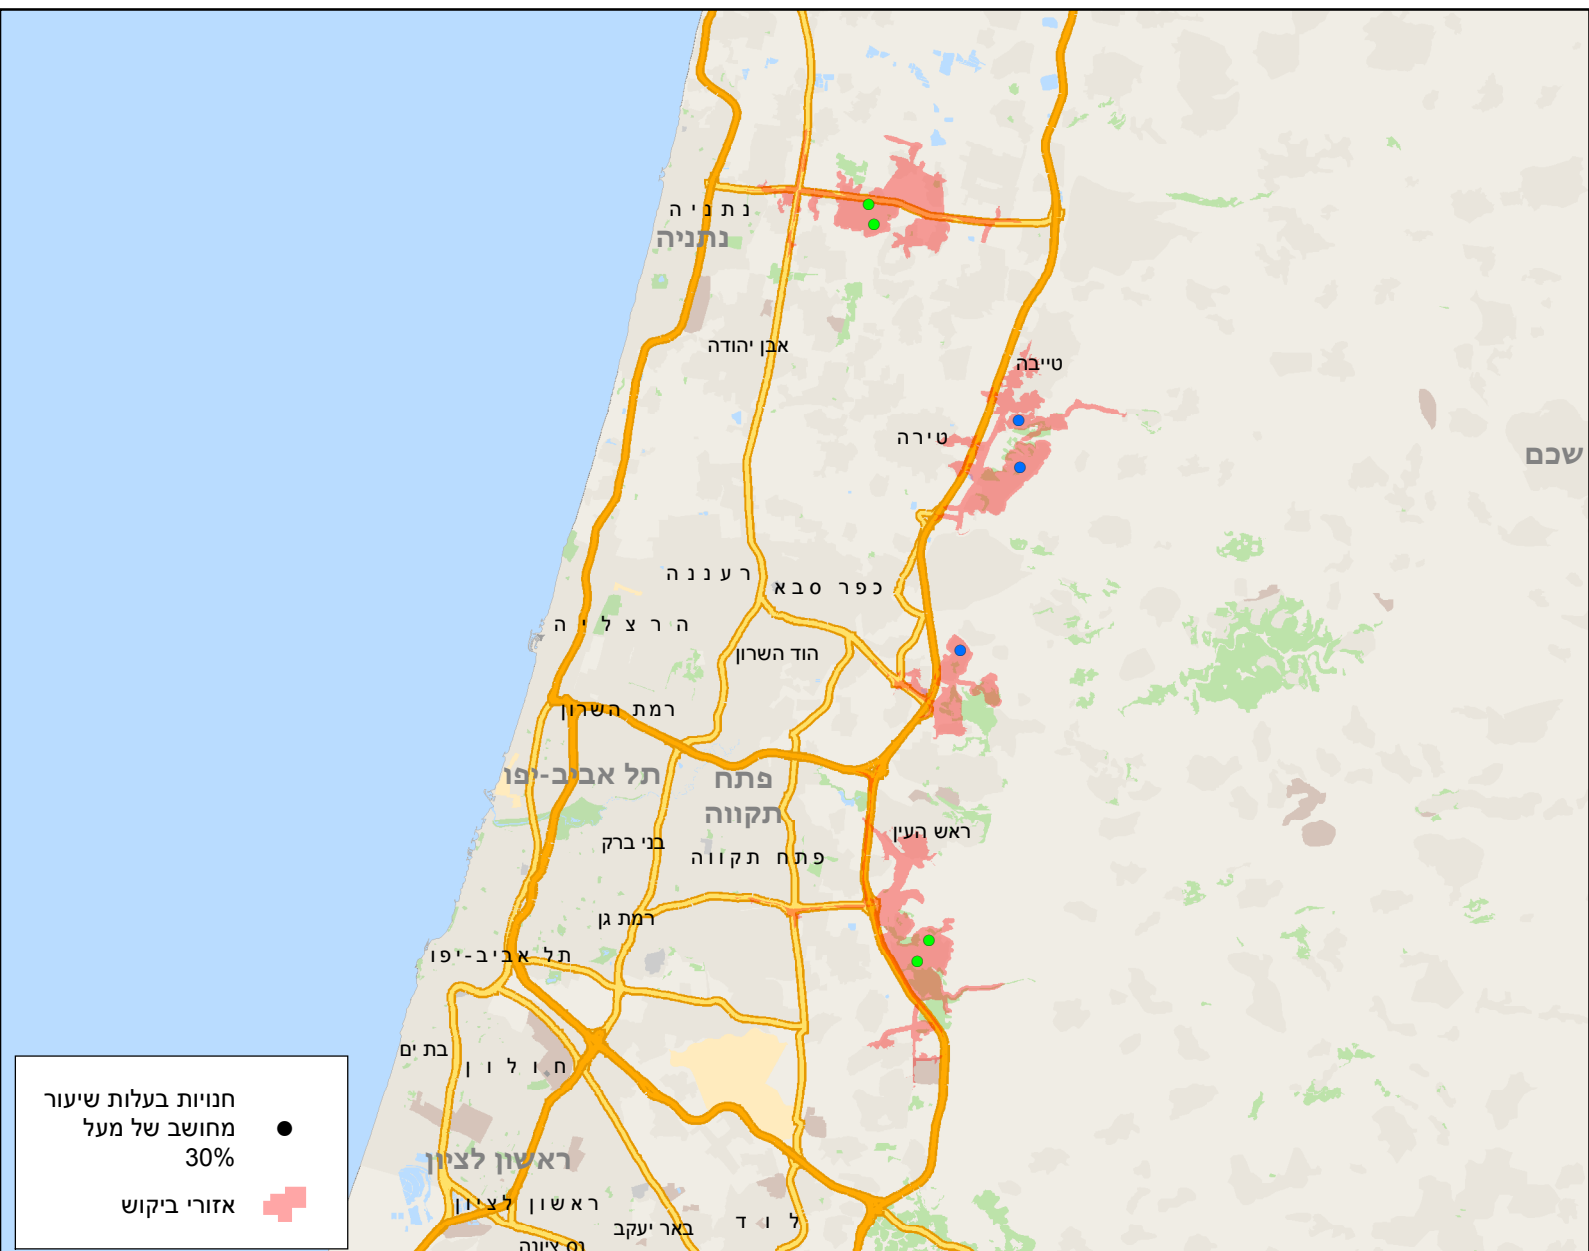 נתניה
נתניה
אבן יהודה
טייבה
טירה
שכם
רעננה
כפר סבא
הרצליה
הוד השרון
רמת השרון
תל אביב-יפו
פתח
תקווה
ראש העין
בני ברק
פתח תקווה
רמת גן
תל אביב-יפו
בת ים
חולון
ראשון לציון
ראשון לציון
באר יעקב
לוד
נס ציונה
חנויות בעלות שיעור
מחושב של מעל
30%
אזורי ביקוש